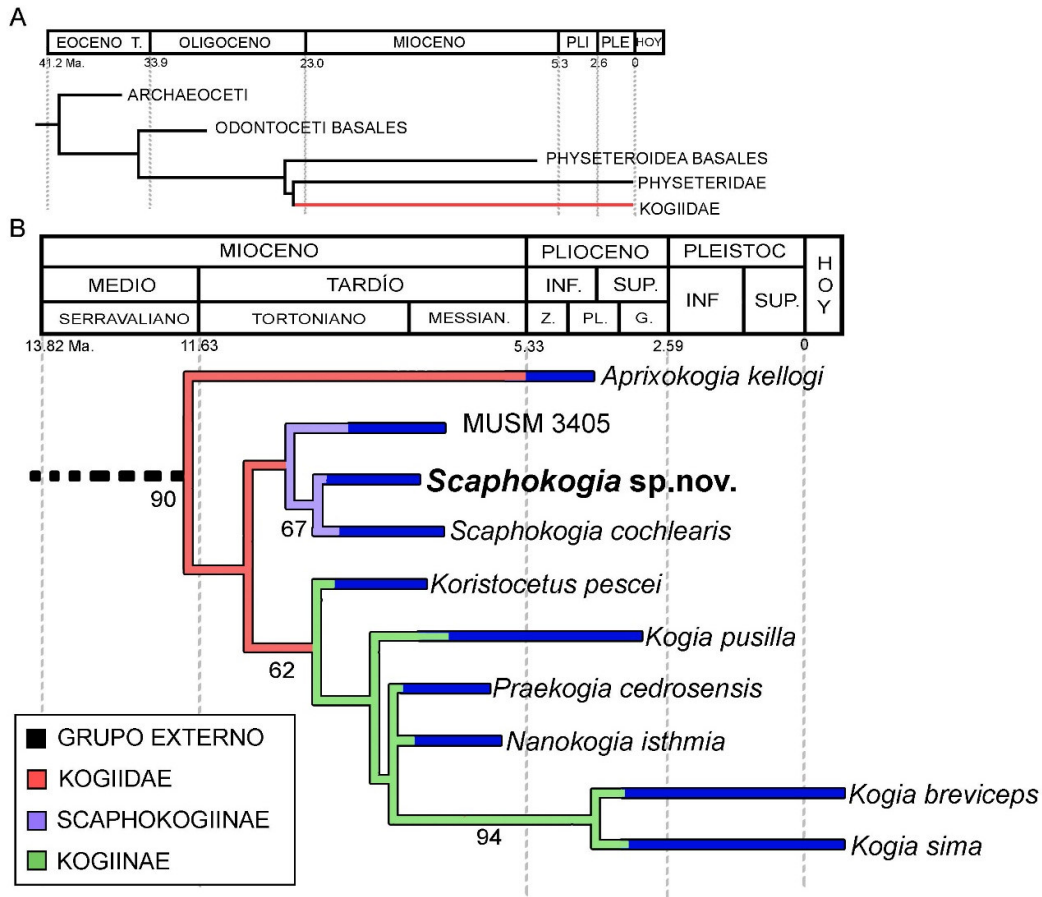 A
EOCENO T. OLIGOCENO MIOCENO PLI PLE HOY
41.2 Ma. 33.9 23.0 5.3 2.6 0
ARCHAEOCETI
ODONTOCETI BASALES
PHYSETEROIDEA BASALES
PHYSETERIDAE
KOGIIDAE
B
MIOCENO PLIOCENO PLEISTOC HOY
MEDIO TARDÍO INF. SUP. INF SUP.
SERRAVALIANO TORTONIANO MESSIAN. Z. PL. G.
13.82 Ma. 11.63 5.33 2.59 0
Aprixokogia kellogi
MUSM 3405
Scaphokogia sp.nov.
90
67
Scaphokogia cochlearis
Koristocetus pescei
Kogia pusilla
62
Praekogia cedrosensis
Nanokogia isthmia
Kogia breviceps
94
Kogia sima
GRUPO EXTERNO
KOGIIDAE
SCAPHOKOGIINAE
KOGIINAE